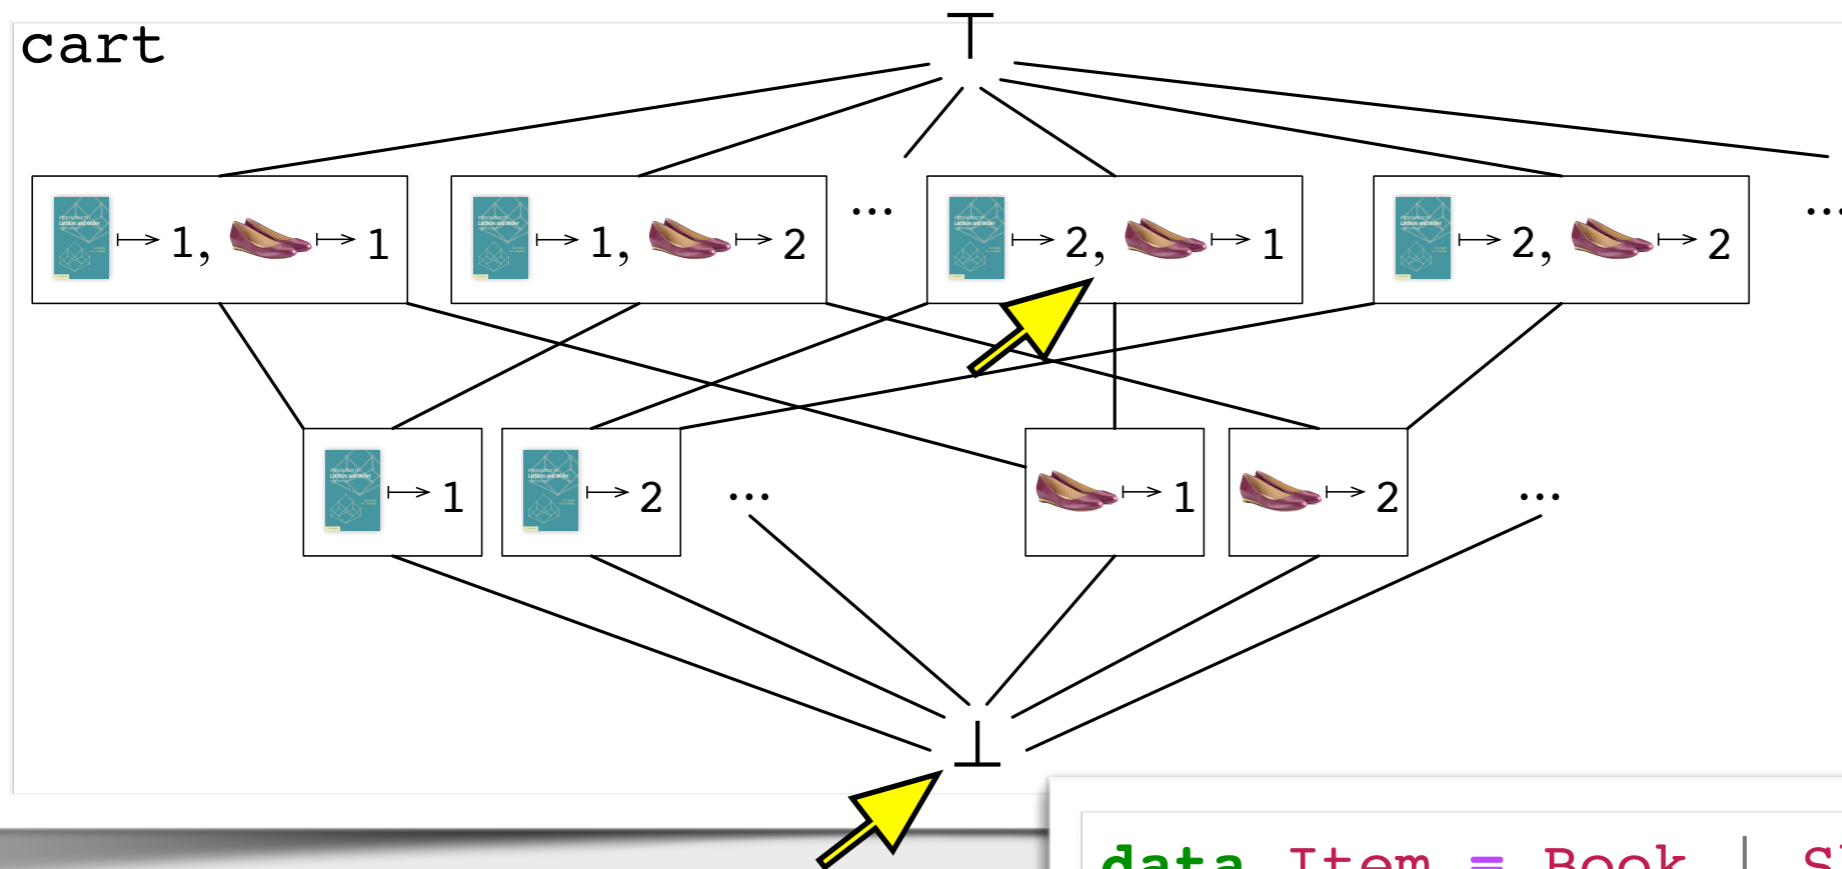 cart
⊤
↦ 1, ↦ 1
↦ 1, ↦ 2
...
↦ 2, ↦ 1
↦ 2, ↦ 2
...
↦ 1
↦ 2
...
↦ 1
↦ 2
...
⊥
data Item = Book |